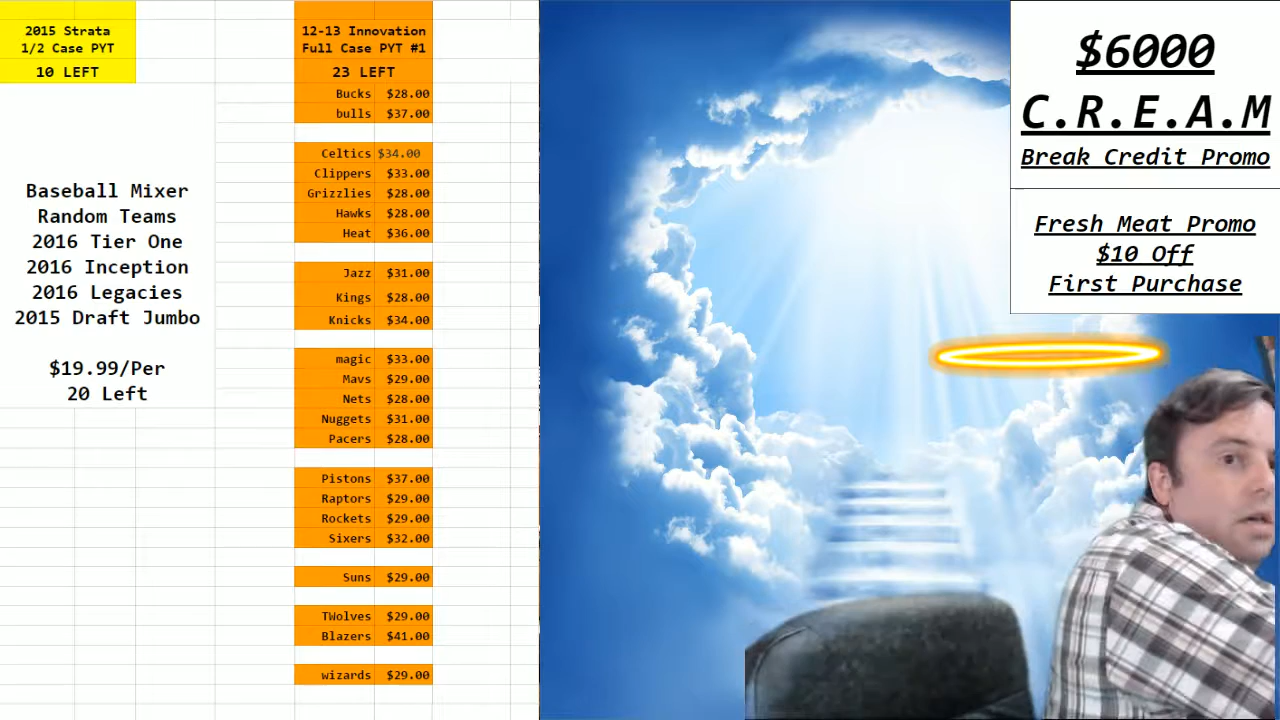 2015 Strata
1/2 Case PYT
10 LEFT
Baseball Mixer
Random Teams
2016 Tier One
2016 Inception
2016 Legacies
2015 Draft Jumbo
$19.99/Per
20 Left
12-13 Innovation
Full Case PYT #1
23 LEFT
Bucks $28.00
bulls $37.00
Celtics $34.00
Clippers $33.00
Grizzlies $28.00
Hawks $28.00
Heat $36.00
Jazz $31.00
Kings $28.00
Knicks $34.00
magic $33.00
Mavs $29.00
Nets $28.00
Nuggets $31.00
Pacers $28.00
Pistons $37.00
Raptors $29.00
Rockets $29.00
Sixers $32.00
Suns $29.00
TWolves $29.00
Blazers $41.00
wizards $29.00
$6000
C.R.E.A.M
Break Credit Promo
Fresh Meat Promo
$10 Off
First Purchase